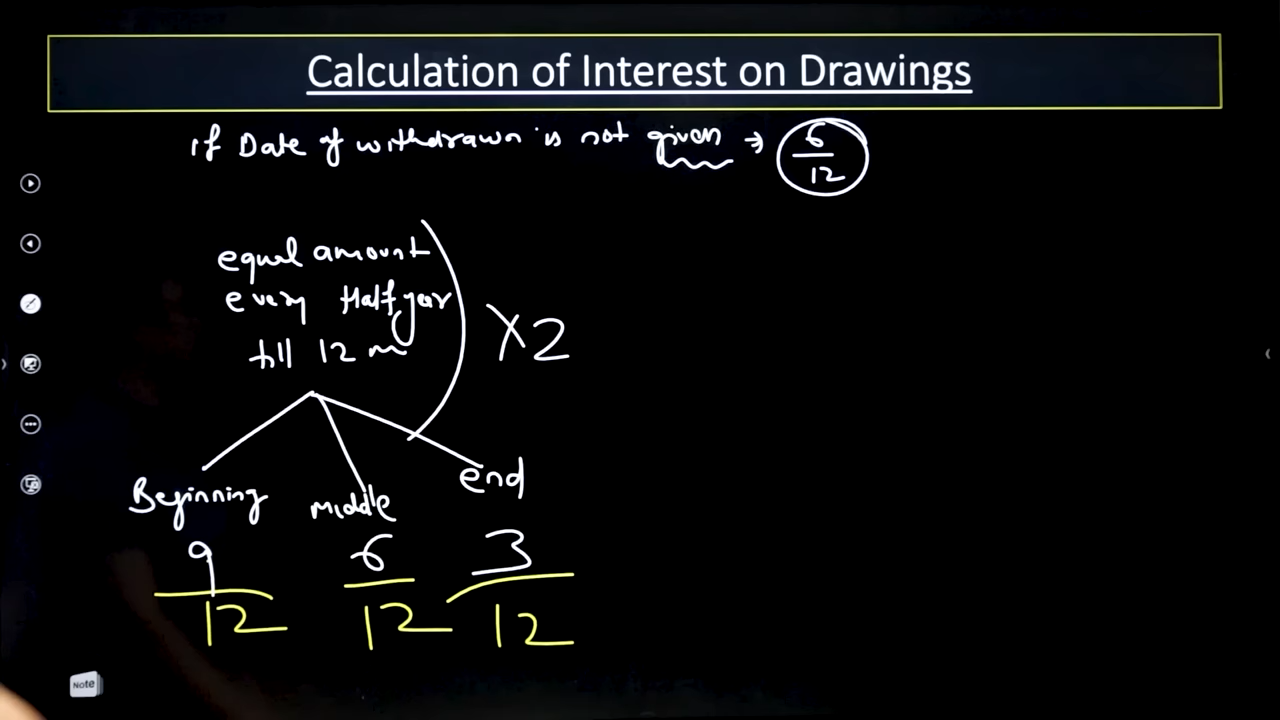 Calculation of Interest on Drawings
if Date of withdrawn is not given → 6/12
equal amount
every Half year
till 12 m
×2
Beginning middle end
9/12 6/12 3/12
Note